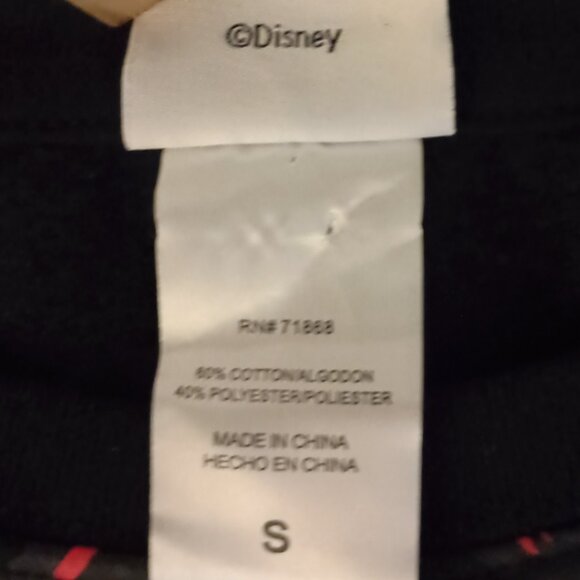 ©Disney
RN# 71868
60% COTTON/ALGODON
40% POLYESTER/POLIESTER
MADE IN CHINA
HECHO EN CHINA
S